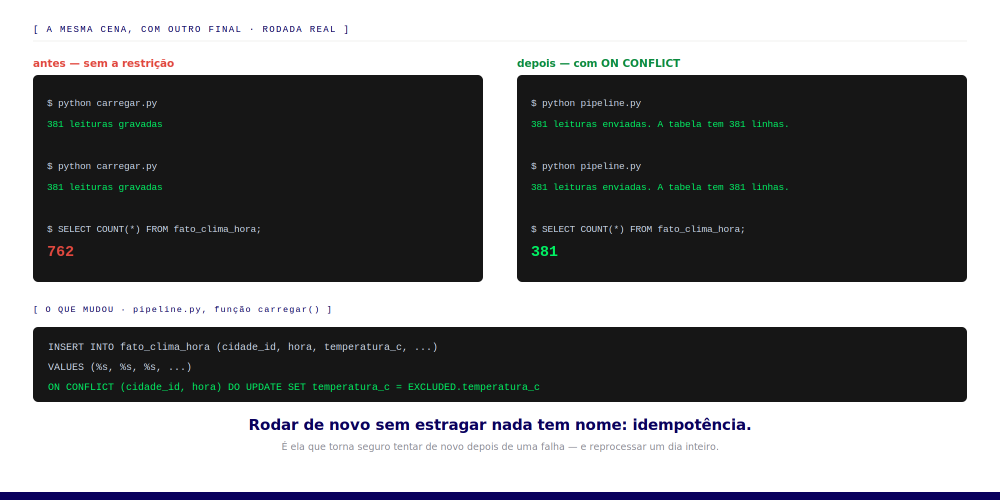 [ A MESMA CENA, COM OUTRO FINAL · RODADA REAL ]
antes — sem a restrição
$ python carregar.py
381 leituras gravadas
$ python carregar.py
381 leituras gravadas
$ SELECT COUNT(*) FROM fato_clima_hora;
762
depois — com ON CONFLICT
$ python pipeline.py
381 leituras enviadas. A tabela tem 381 linhas.
$ python pipeline.py
381 leituras enviadas. A tabela tem 381 linhas.
$ SELECT COUNT(*) FROM fato_clima_hora;
381
[ O QUE MUDOU · pipeline.py, função carregar() ]
INSERT INTO fato_clima_hora (cidade_id, hora, temperatura_c, ...)
VALUES (%s, %s, %s, ...)
ON CONFLICT (cidade_id, hora) DO UPDATE SET temperatura_c = EXCLUDED.temperatura_c
Rodar de novo sem estragar nada tem nome: idempotência.
É ela que torna seguro tentar de novo depois de uma falha — e reprocessar um dia inteiro.